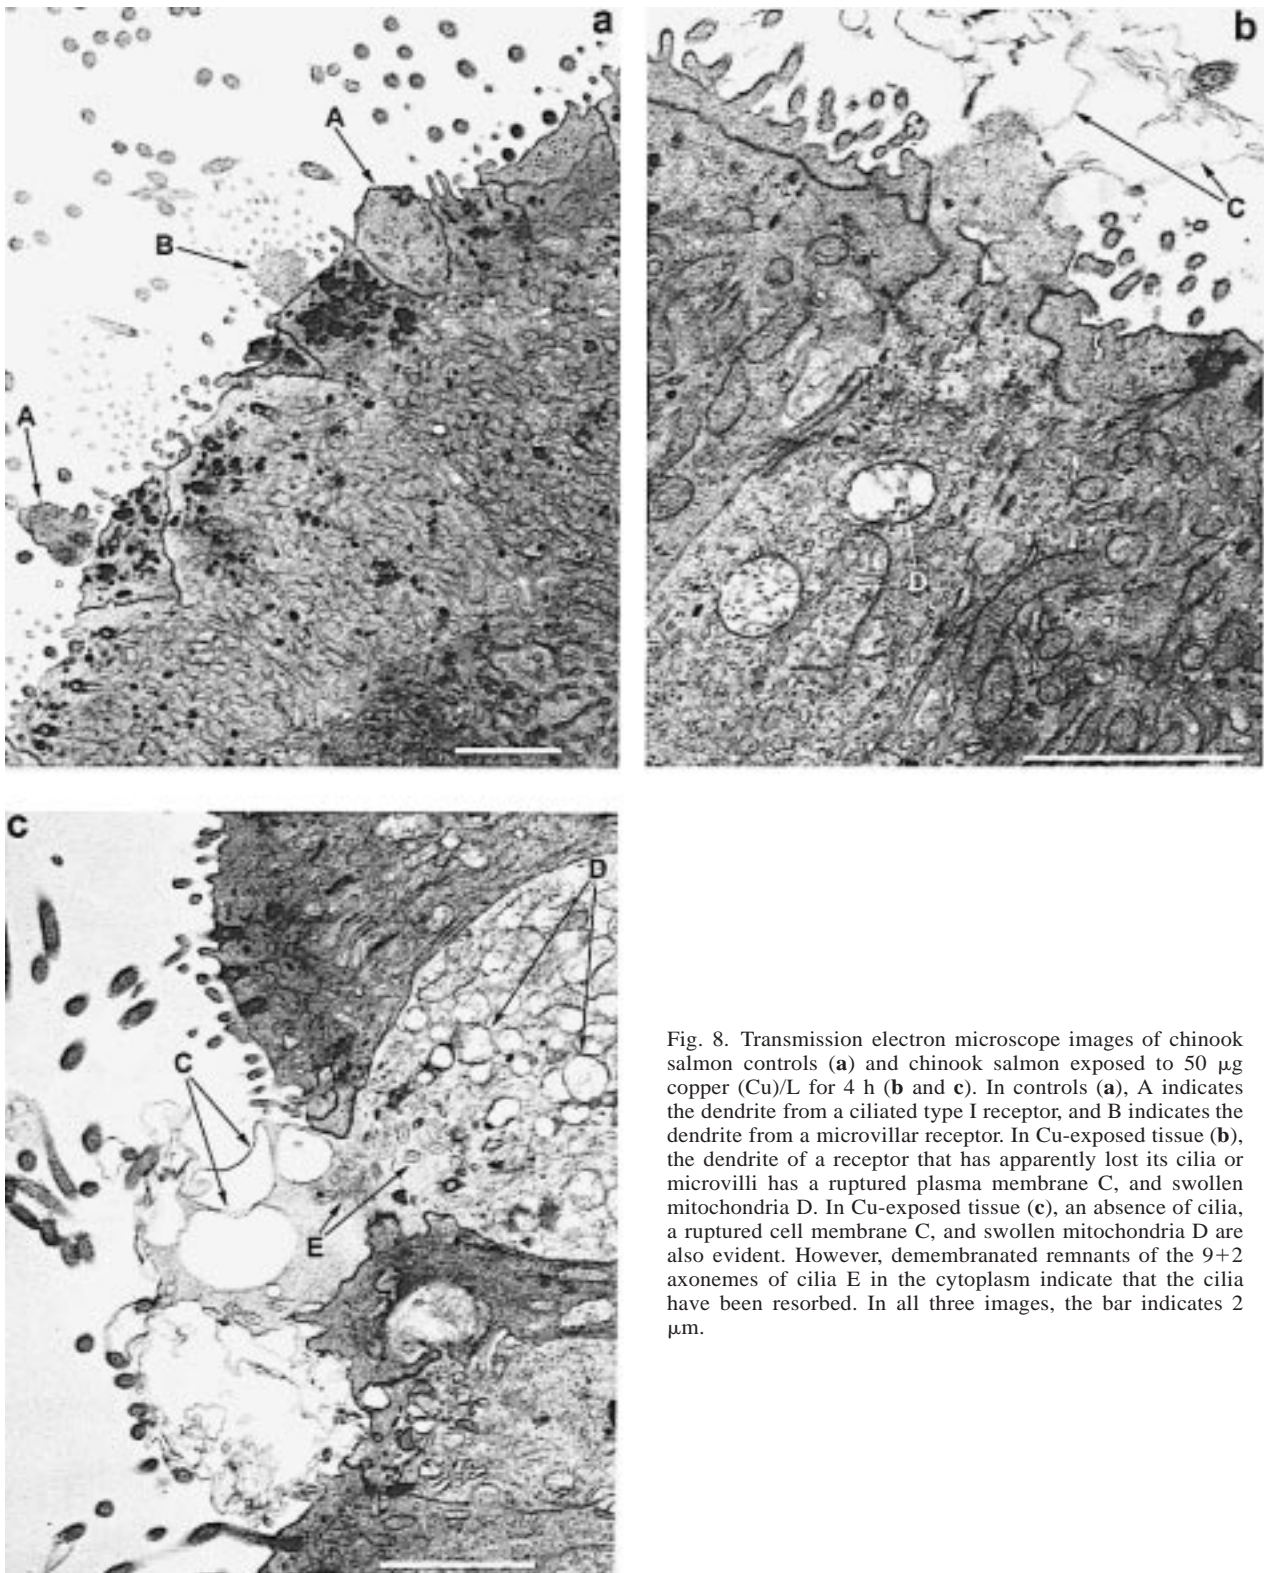 a
A
B
A
b
C
D
c
D
C
E
Fig. 8. Transmission electron microscope images of chinook
salmon controls (a) and chinook salmon exposed to 50 μg
copper (Cu)/L for 4 h (b and c). In controls (a), A indicates
the dendrite from a ciliated type I receptor, and B indicates the
dendrite from a microvillar receptor. In Cu-exposed tissue (b),
the dendrite of a receptor that has apparently lost its cilia or
microvilli has a ruptured plasma membrane C, and swollen
mitochondria D. In Cu-exposed tissue (c), an absence of cilia,
a ruptured cell membrane C, and swollen mitochondria D are
also evident. However, demembranated remnants of the 9+2
axonemes of cilia E in the cytoplasm indicate that the cilia
have been resorbed. In all three images, the bar indicates 2
μm.